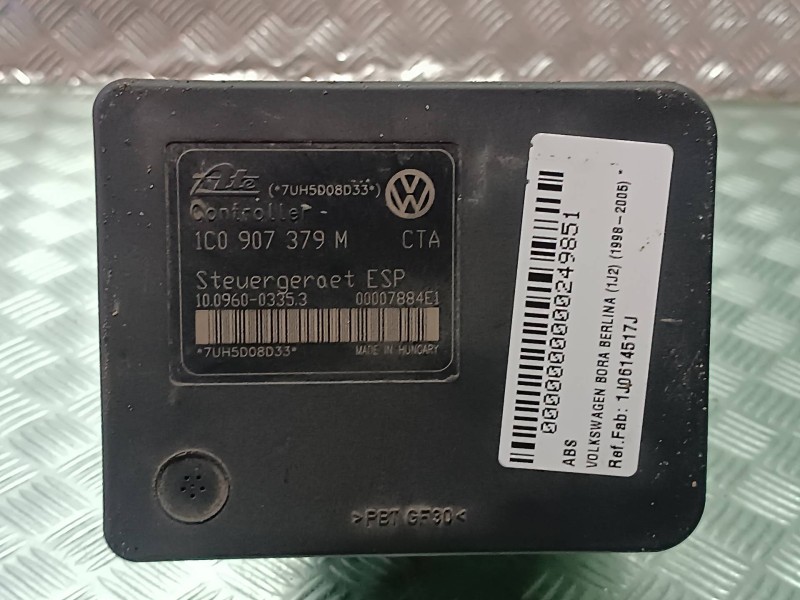 Ate (*7UH5D08D33*)
Controller
1C0 907 379 M CTA
Steuergeraet ESP
10.0960-0335.3 00007884E1
*7UH5D08D33* MADE IN HUNGARY
>PBT GF30<
0000000000000249851
ABS
VOLKSWAGEN BORA BERLINA (1J2) (1998-2005) *
Ref.Fab: 1J0614517J